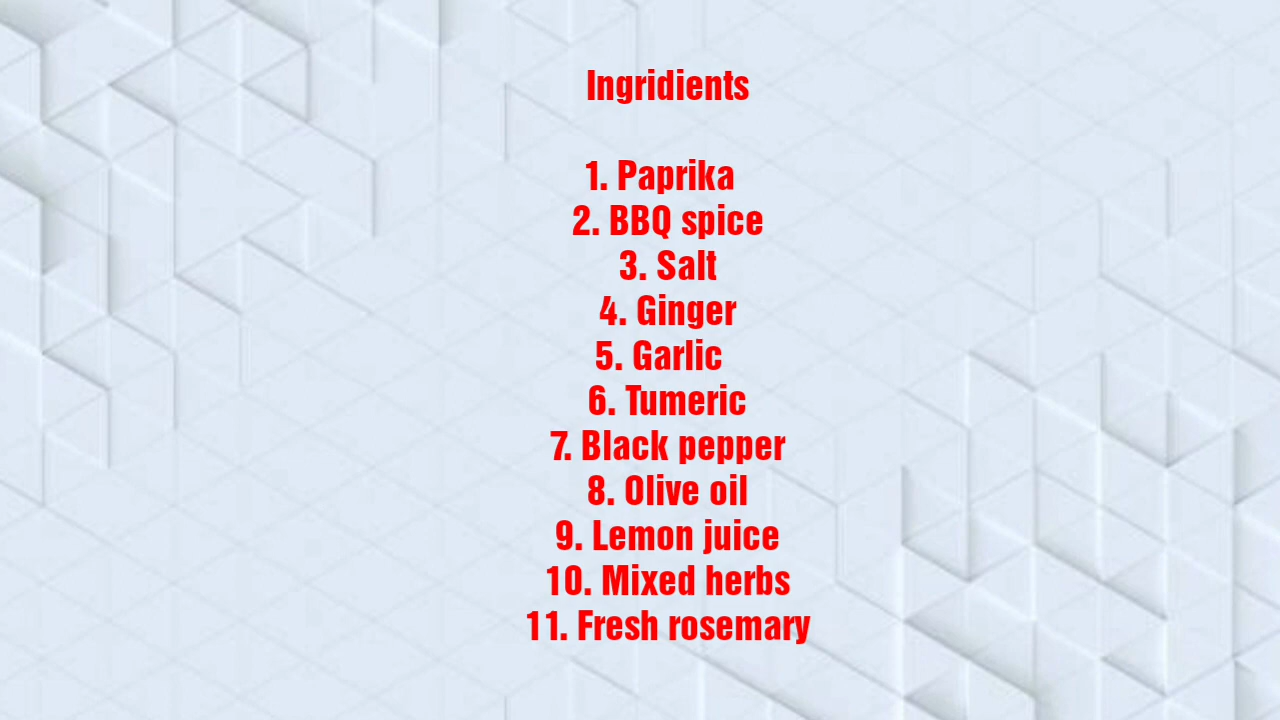 Ingridients
1. Paprika
2. BBQ spice
3. Salt
4. Ginger
5. Garlic
6. Tumeric
7. Black pepper
8. Olive oil
9. Lemon juice
10. Mixed herbs
11. Fresh rosemary